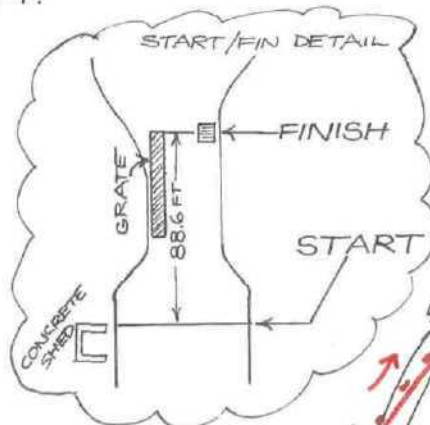 START/FIN DETAIL
FINISH
GRATE
88.6 FT
START
CONCRETE
SHED